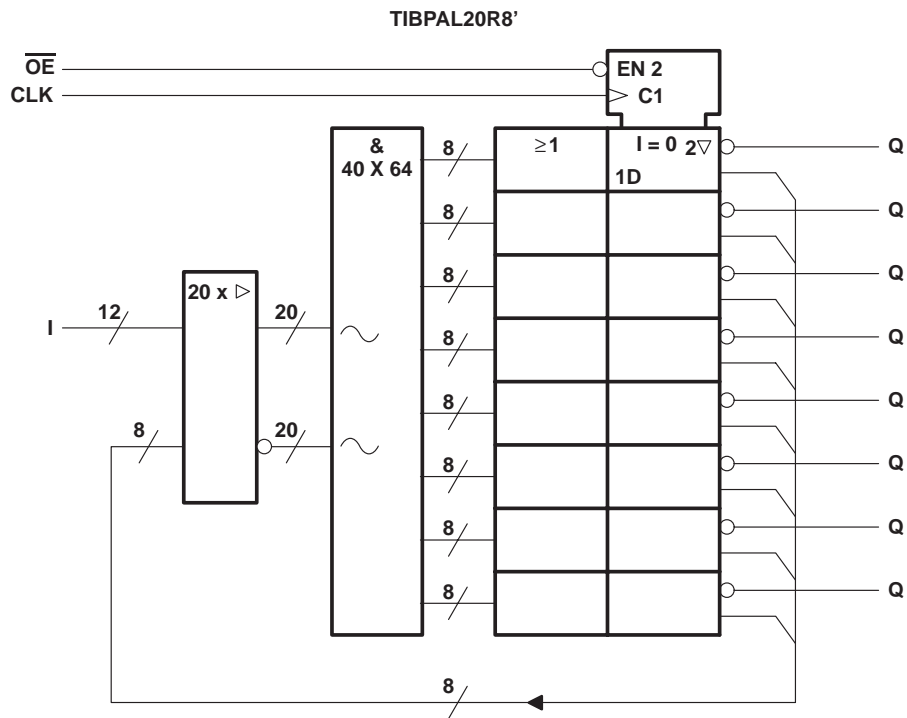 TIBPAL20R8’
OE
EN 2
CLK
C1
&
40 X 64
8
≥1
I = 0
2▽
Q
1D
8
Q
8
Q
20 x ▷
I
12
20
8
Q
8
20
8
Q
8
Q
8
Q
8
Q
8